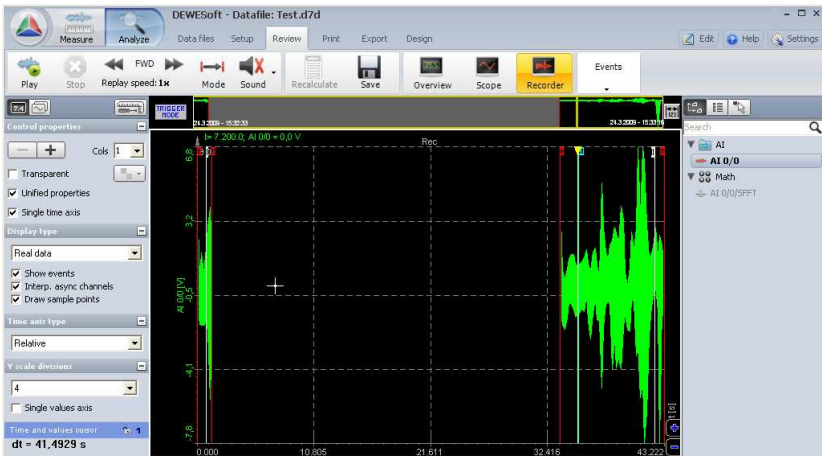 DEWESoft - Datafile: Test.d7d
Measure
Analyze
Data files
Setup
Review
Print
Export
Design
Edit
Help
Settings
Play
Stop
FWD
Replay speed: 1x
Mode
Sound
Recalculate
Save
Overview
Scope
Recorder
Events
TRIGGER MODE
24.3.2009 - 15:32:33
24.3.2009 - 15:33:16
Control properties
Cols 1
Transparent
Unified properties
Single time axis
Display type
Real data
Show events
Interp. async channels
Draw sample points
Time axis type
Relative
Y scale divisions
4
Single values axis
Time and values cursor 1
dt = 41,4929 s
t= 7.200.0; AI 0/0 = 0,0 V
Rec
6,8
3,2
-0,5
-4,1
-7,8
AI 0/0 [V]
0.000
10.805
21.611
32.416
43.222
t [s]
Search
AI
AI 0/0
Math
AI 0/0/SFFT